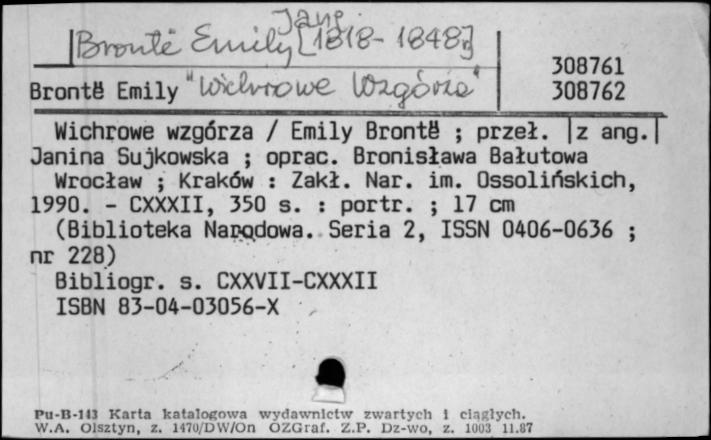 Jane
Brontë Emily [1818-1848]
308761
Brontë Emily "Wichrowe Wzgórza"
308762
Wichrowe wzgórza / Emily Brontë ; przeł. |z ang.|
Janina Sujkowska ; oprac. Bronisława Bałutowa
Wrocław ; Kraków : Zakł. Nar. im. Ossolińskich,
1990. - CXXXII, 350 s. : portr. ; 17 cm
(Biblioteka Narodowa. Seria 2, ISSN 0406-0636 ;
nr 228)
Bibliogr. s. CXXVII-CXXXII
ISBN 83-04-03056-X
Pu-B-143 Karta katalogowa wydawnictw zwartych i ciągłych.
W.A. Olsztyn, z. 1470/DW/On OZGraf. Z.P. Dz-wo, z. 1003 11.87